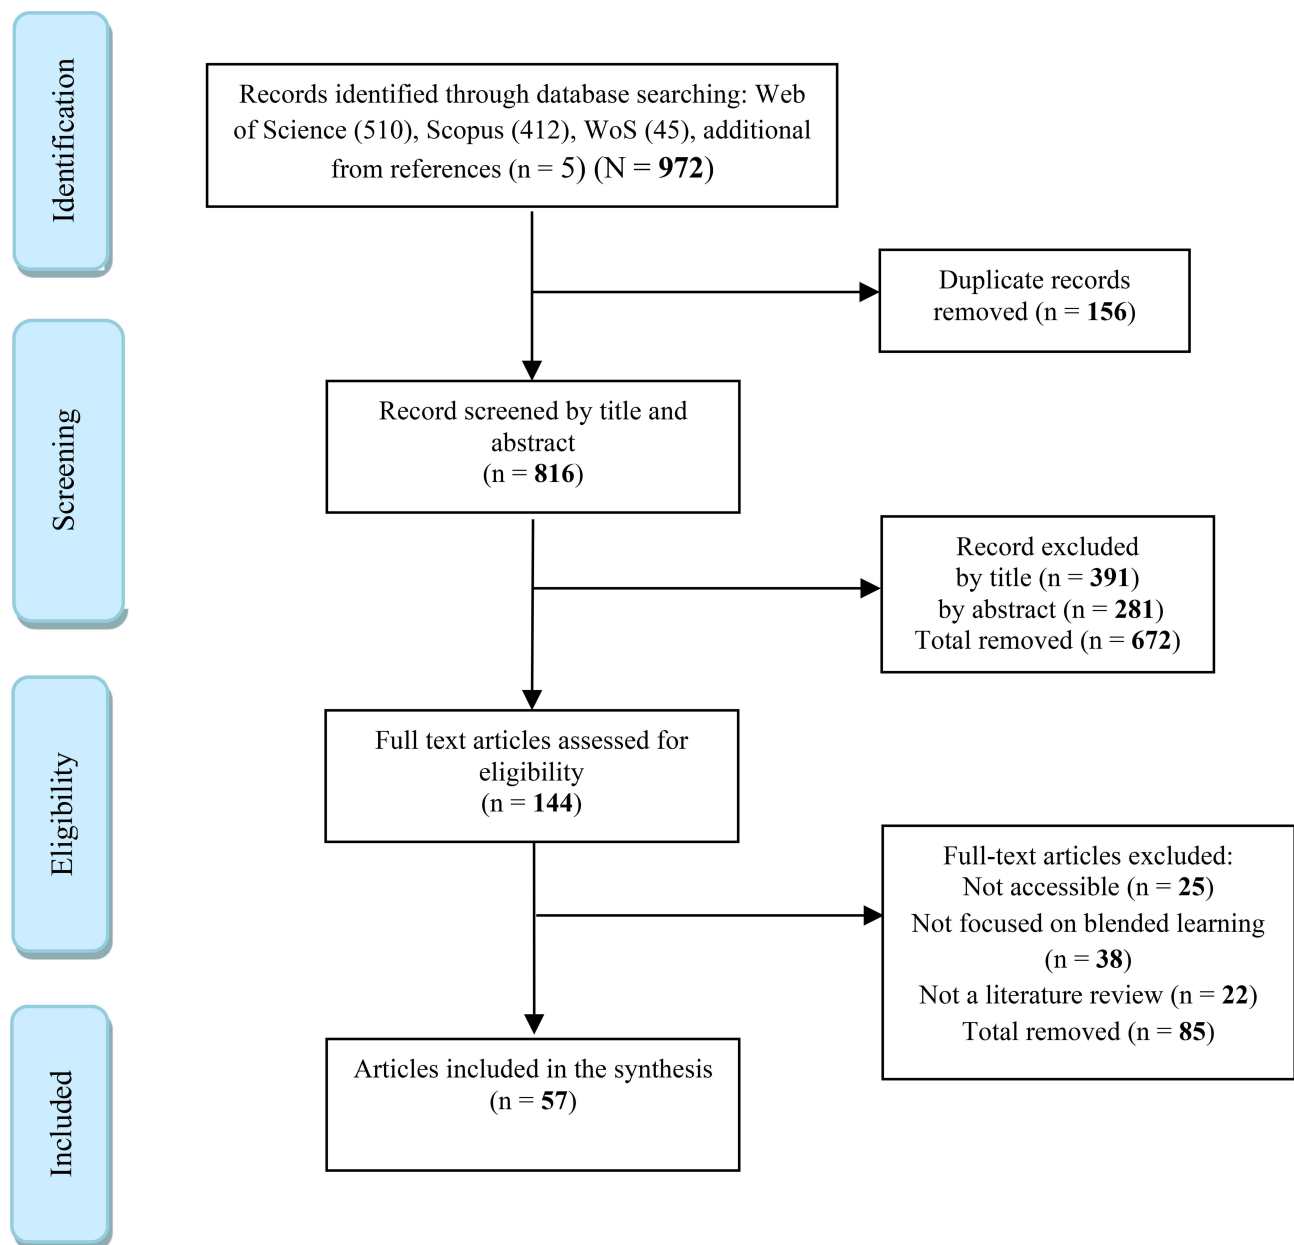 Identification
Records identified through database searching: Web
of Science (510), Scopus (412), WoS (45), additional
from references (n = 5) (N = 972)
Duplicate records
removed (n = 156)
Screening
Record screened by title and
abstract
(n = 816)
Record excluded
by title (n = 391)
by abstract (n = 281)
Total removed (n = 672)
Eligibility
Full text articles assessed for
eligibility
(n = 144)
Full-text articles excluded:
Not accessible (n = 25)
Not focused on blended learning
(n = 38)
Not a literature review (n = 22)
Total removed (n = 85)
Included
Articles included in the synthesis
(n = 57)